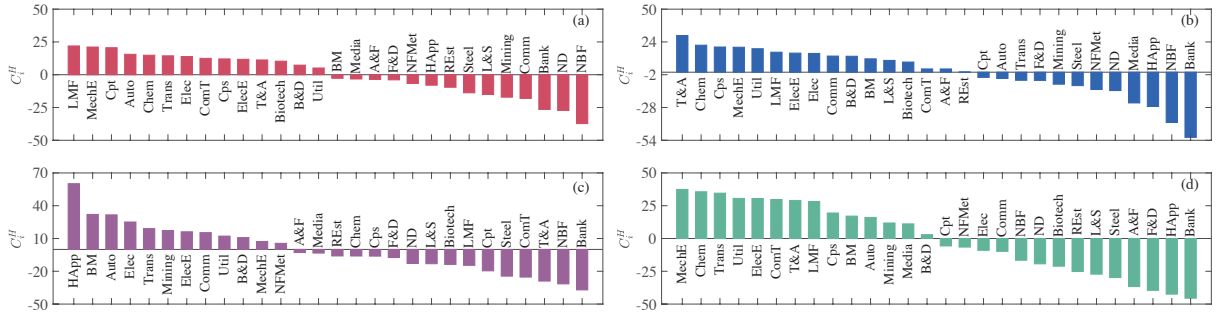 50
25
0
-25
-50
C_i^H
(a)
LMF MechE Cpt Auto Chem Trans Elec ComT Cps ElecE T&A Biotech B&D Util BM Media A&F F&D NFMet HApp REst Steel L&S Mining Comm Bank ND NBF
50
24
-2
-28
-54
C_i^H
(b)
T&A Chem Cps MechE Util LMF ElecE Elec Comm B&D BM L&S Biotech ComT A&F REst Cpt Auto Trans F&D Mining Steel NFMet ND Media HApp NBF Bank
70
40
10
-20
-50
C_i^H
(c)
HApp BM Auto Elec Trans Mining ElecE Comm Util B&D MechE NFMet A&F Media REst Chem Cps F&D ND L&S Biotech LMF Cpt Steel ComT T&A NBF Bank
50
25
0
-25
-50
C_i^H
(d)
MechE Chem Trans Util ElecE ComT T&A LMF Cps BM Auto Mining Media B&D Cpt NFMet Elec Comm NBF ND Biotech REst L&S Steel A&F F&D HApp Bank